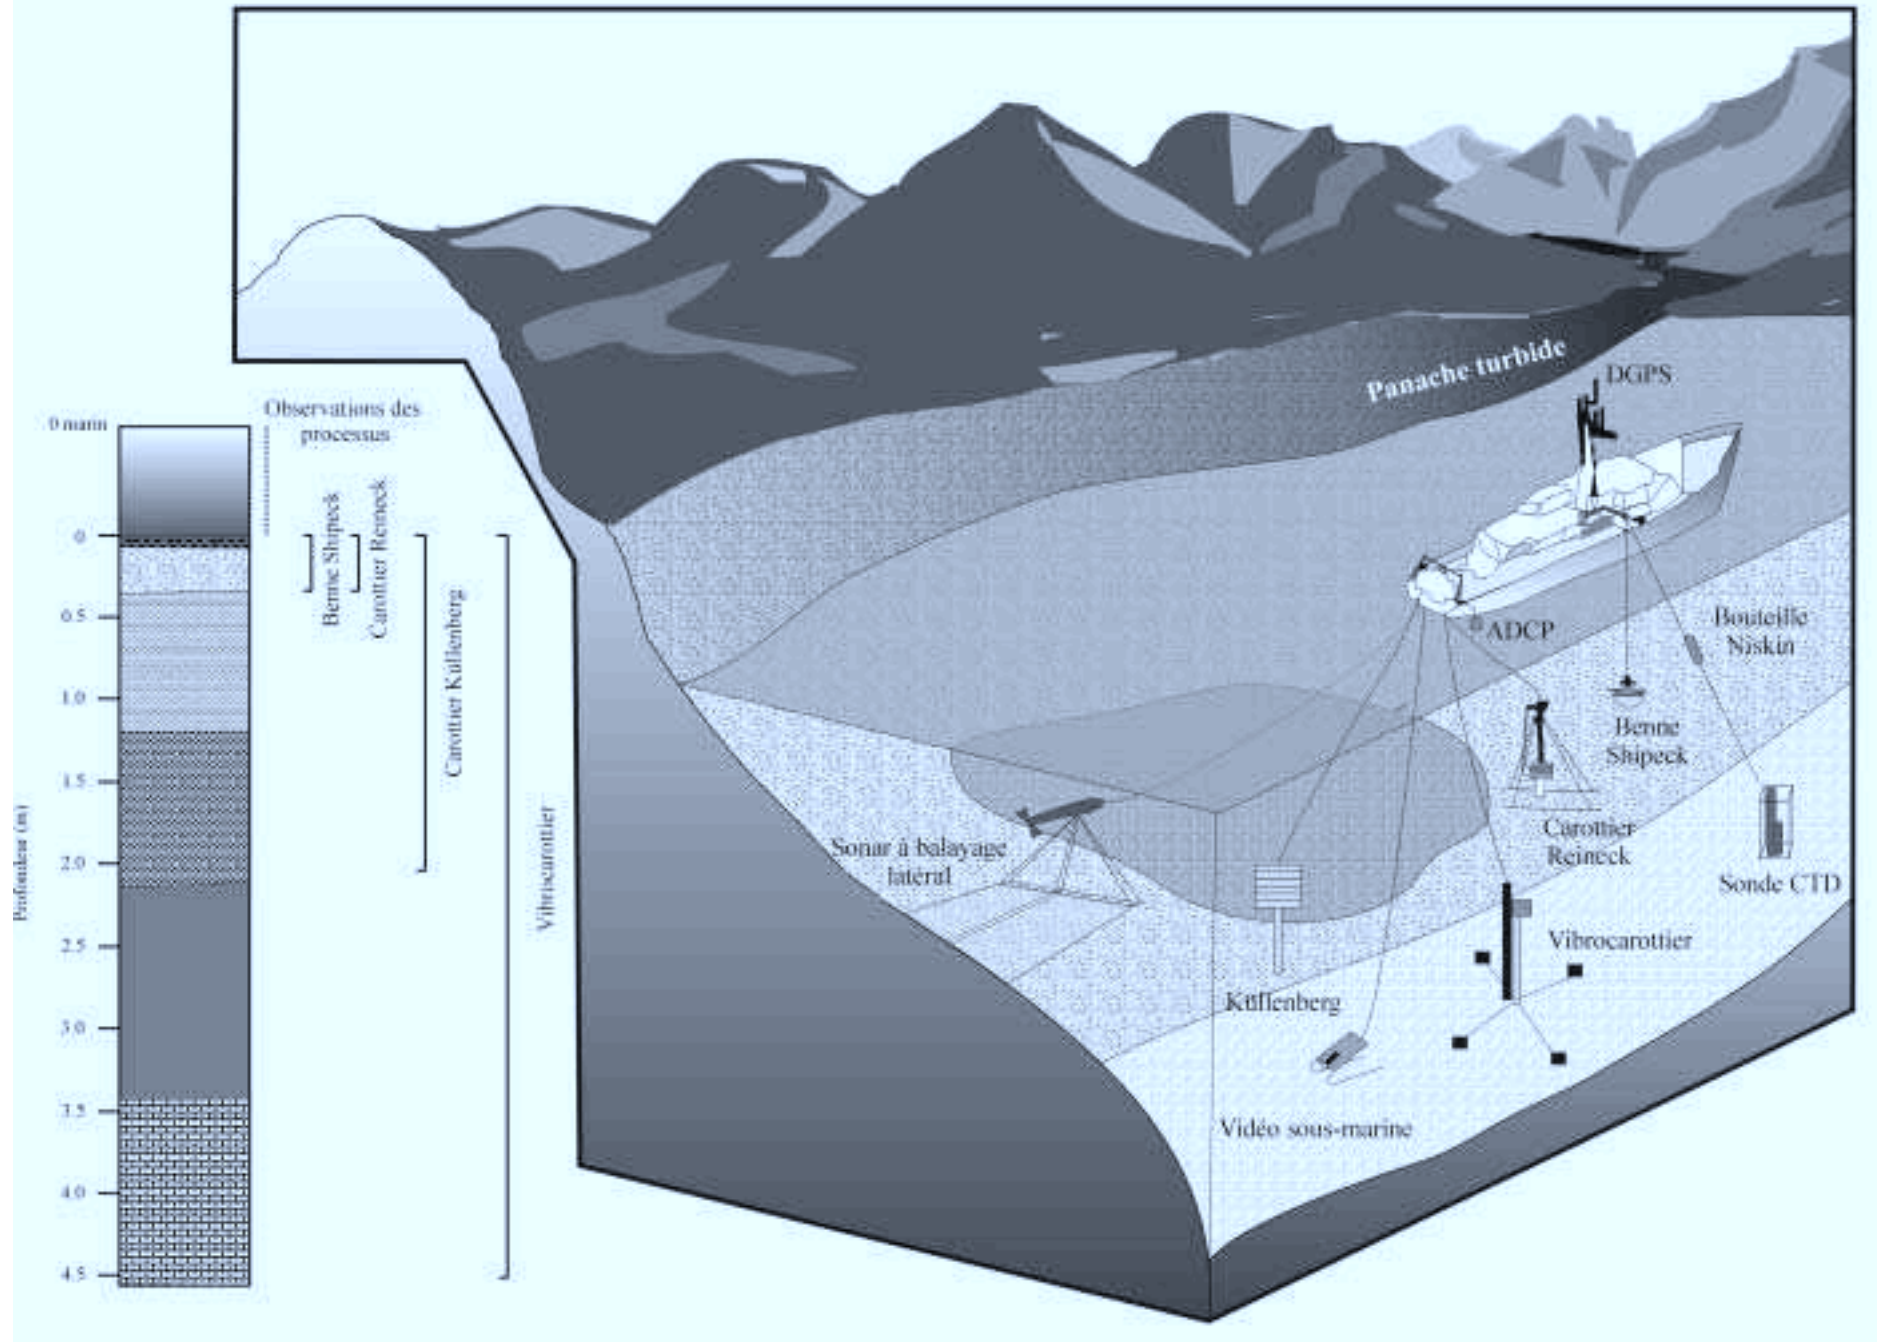 Panache turbide
DGPS
Observations des
processus
0 marin
0
0.5
1.0
1.5
2.0
2.5
3.0
3.5
4.0
4.5
Profondeur (m)
Benne Shipeck
Carottier Reineck
Carottier Küllenberg
Vibrocarottier
ADCP
Bouteille
Niskin
Benne
Shipeck
Carottier
Reineck
Sonde CTD
Sonar à balayage
latéral
Vibrocarottier
Küllenberg
Vidéo sous-marine